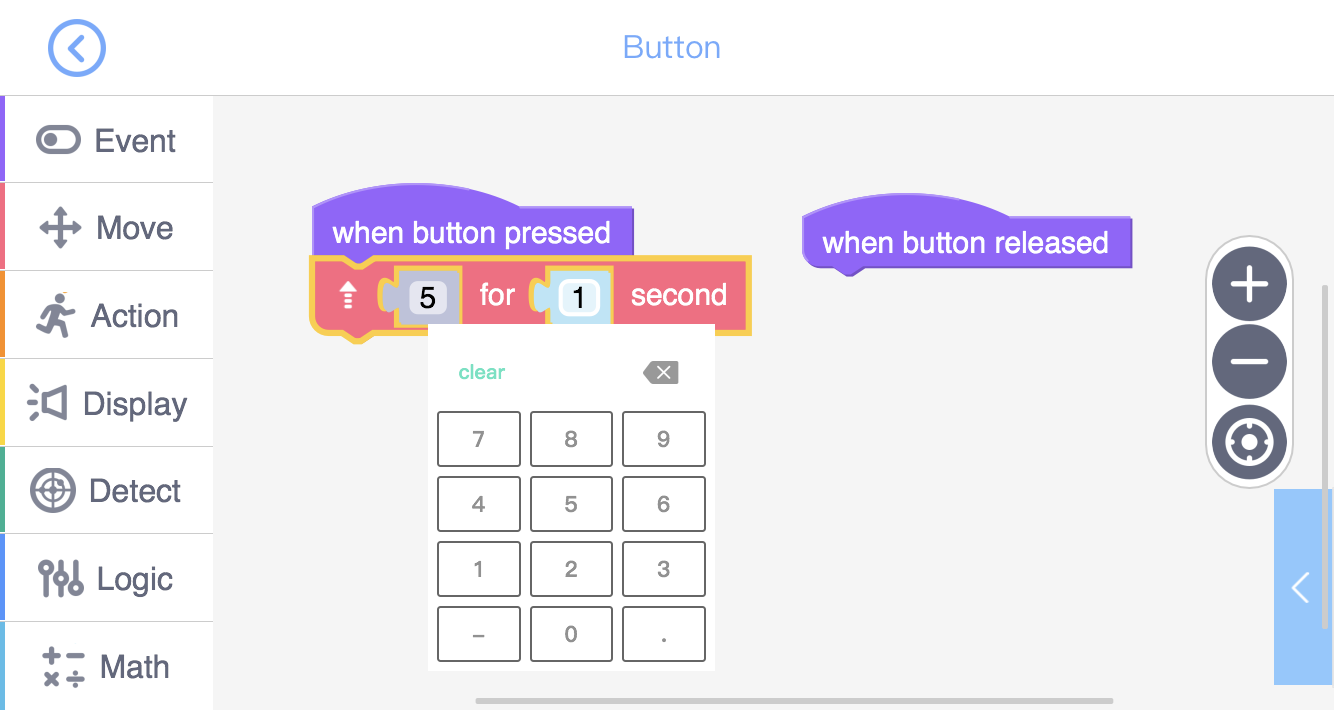 Button
Event
Move
Action
Display
Detect
Logic
Math
when button pressed
5 for 1 second
when button released
clear
7 8 9
4 5 6
1 2 3
– 0 .